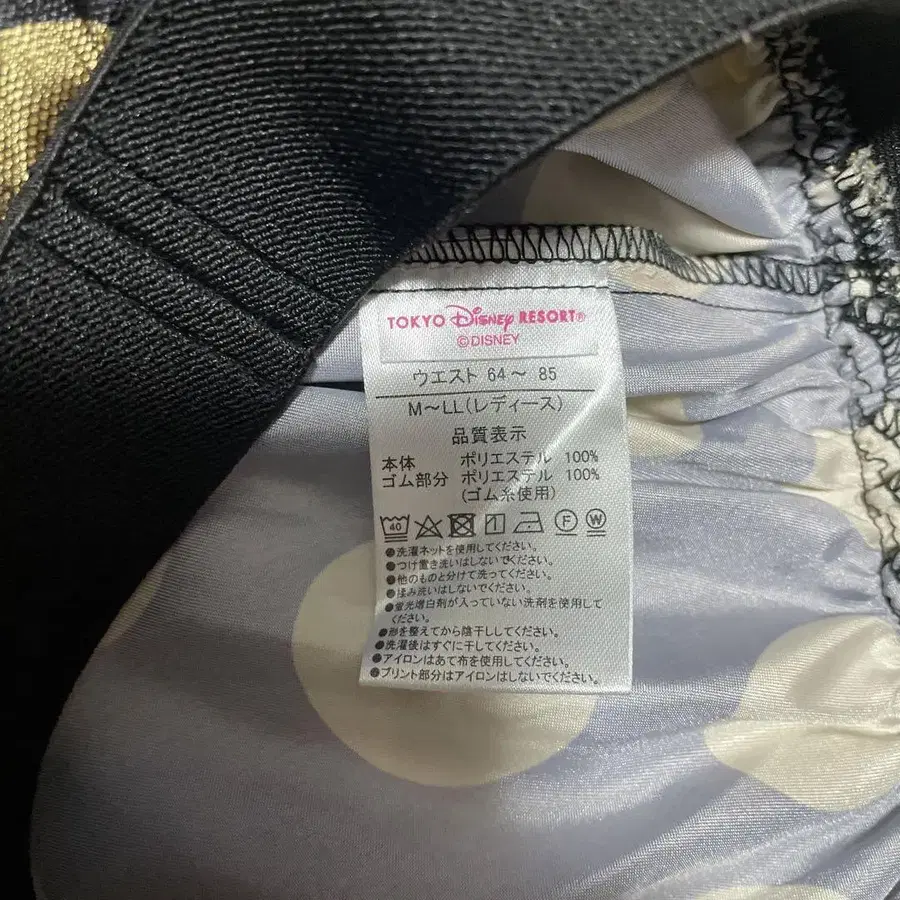 TOKYO Disney RESORT®
©DISNEY
ウエスト 64～ 85
M～LL(レディース)
品質表示
本体 ポリエステル 100%
ゴム部分 ポリエステル 100%
(ゴム糸使用)
40 F W
●洗濯ネットを使用してください。
●つけ置き洗いはしないでください。
●他のものと分けて洗ってください。
●揉み洗いはしないでください。
●蛍光増白剤が入っていない洗剤を使用して
ください。
●形を整えてから陰干ししてください。
●洗濯後はすぐに干してください。
●アイロンはあて布を使用してください。
●プリント部分はアイロンはしないでください。